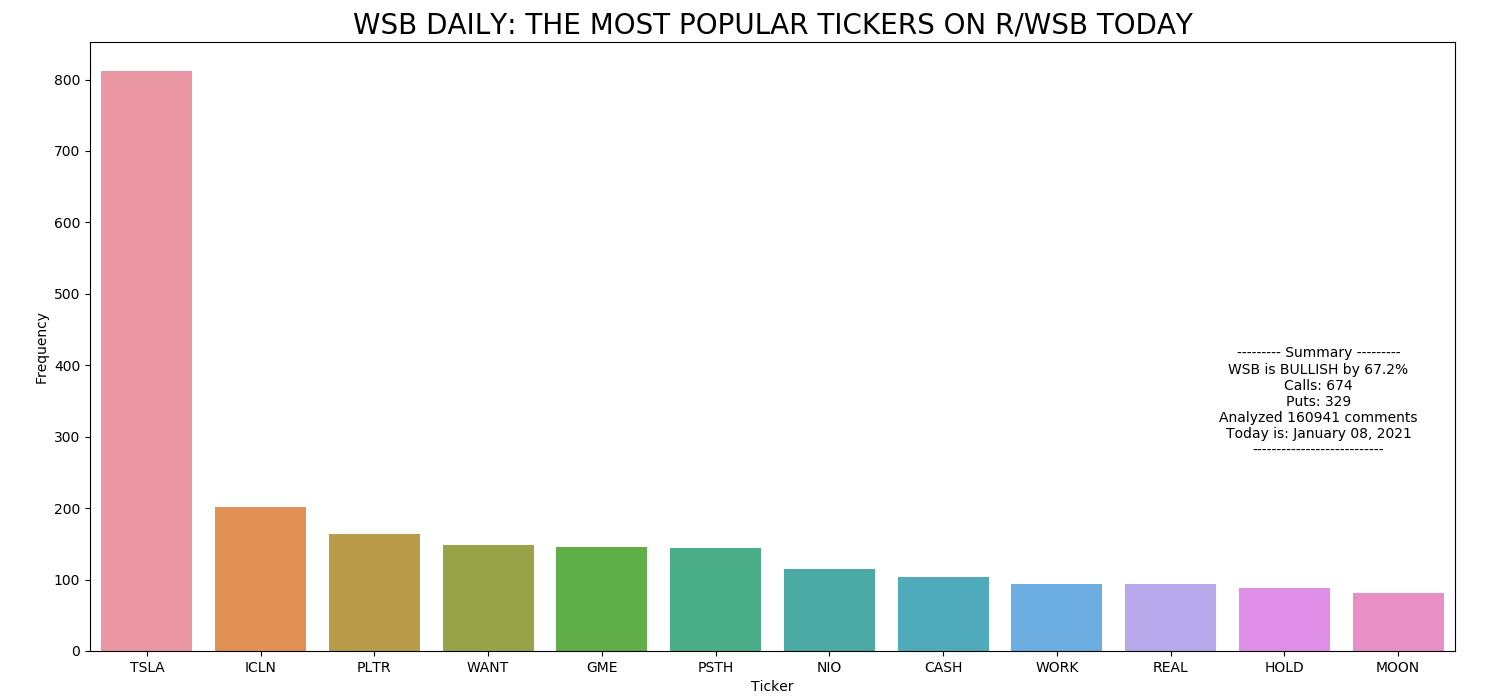 WSB DAILY: THE MOST POPULAR TICKERS ON R/WSB TODAY
800
700
600
500
400
300
200
100
0
Frequency
--------- Summary ---------
WSB is BULLISH by 67.2%
Calls: 674
Puts: 329
Analyzed 160941 comments
Today is: January 08, 2021
---------------------------
TSLA ICLN PLTR WANT GME PSTH NIO CASH WORK REAL HOLD MOON
Ticker